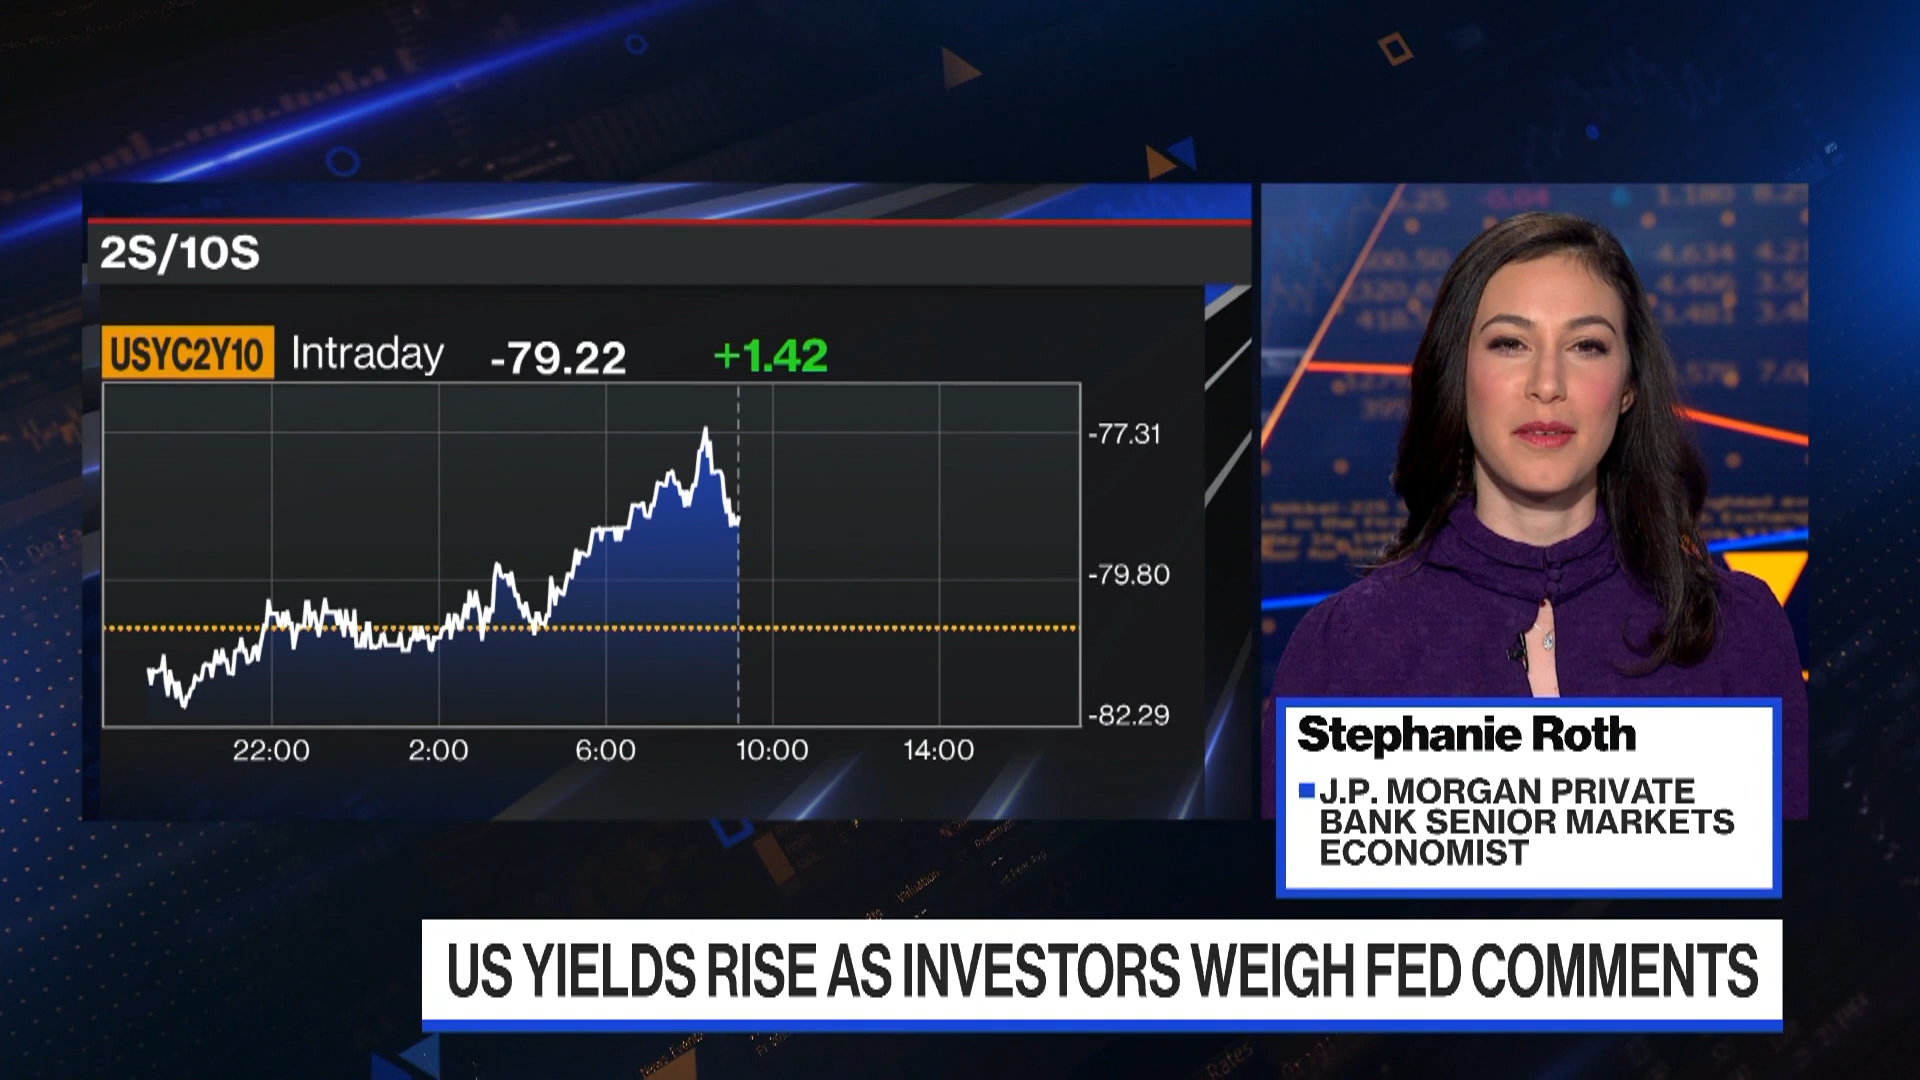 2S/10S
USYC2Y10 Intraday -79.22 +1.42
-77.31
-79.80
-82.29
22:00 2:00 6:00 10:00 14:00
Stephanie Roth
J.P. MORGAN PRIVATE
BANK SENIOR MARKETS
ECONOMIST
US YIELDS RISE AS INVESTORS WEIGH FED COMMENTS